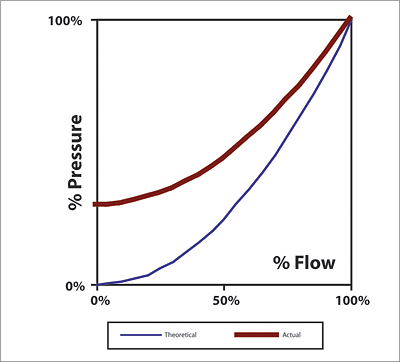 100%
% Pressure
% Flow
0%
0%
50%
100%
Theoretical
Actual